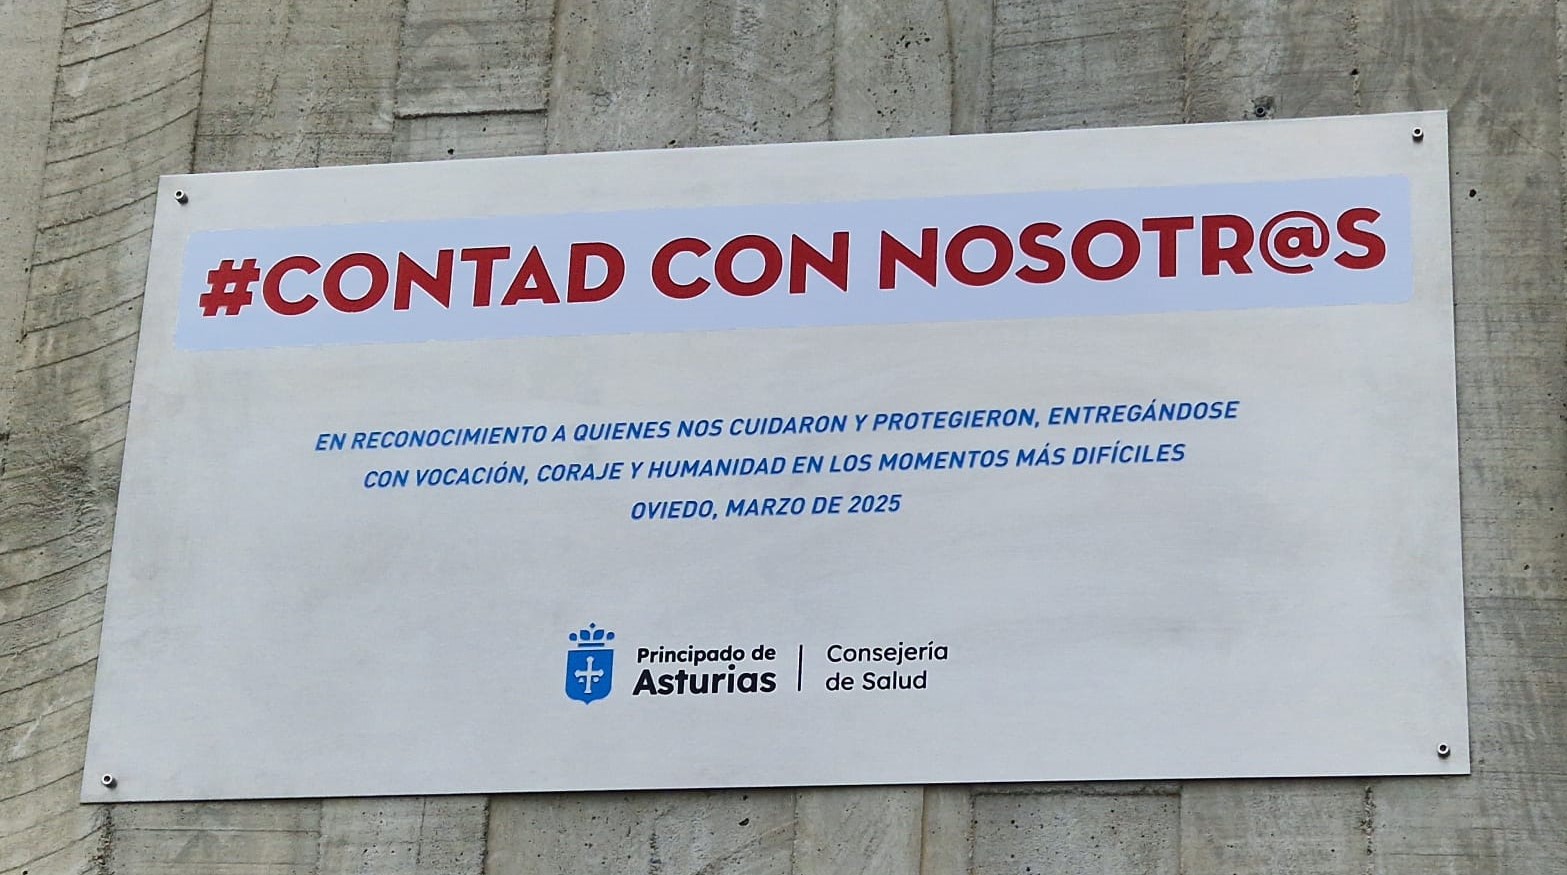 #CONTAD CON NOSOTR@S
EN RECONOCIMIENTO A QUIENES NOS CUIDARON Y PROTEGIERON, ENTREGÁNDOSE
CON VOCACIÓN, CORAJE Y HUMANIDAD EN LOS MOMENTOS MÁS DIFÍCILES
OVIEDO, MARZO DE 2025
Principado de
Asturias
Consejería
de Salud